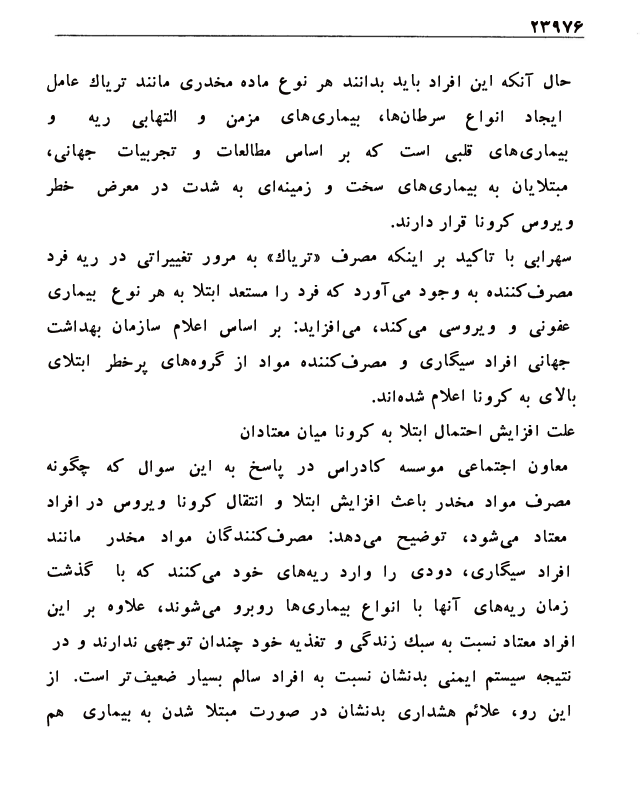 ۲۳۹۷۶
حال آنکه این افراد باید بدانند هر نوع ماده مخدری مانند تریاك عامل
ایجاد انواع سرطان‌ها، بیماری‌های مزمن و التهابی ریه و
بیماری‌های قلبی است که بر اساس مطالعات و تجربیات جهانی،
مبتلایان به بیماری‌های سخت و زمینه‌ای به شدت در معرض خطر
ویروس کرونا قرار دارند.
سهرابی با تاکید بر اینکه مصرف «تریاك» به مرور تغییراتی در ریه فرد
مصرف‌کننده به وجود می‌آورد که فرد را مستعد ابتلا به هر نوع بیماری
عفونی و ویروسی می‌کند، می‌افزاید: بر اساس اعلام سازمان بهداشت
جهانی افراد سیگاری و مصرف‌کننده مواد از گروه‌های پرخطر ابتلای
بالای به کرونا اعلام شده‌اند.
علت افزایش احتمال ابتلا به کرونا میان معتادان
معاون اجتماعی موسسه کادراس در پاسخ به این سوال که چگونه
مصرف مواد مخدر باعث افزایش ابتلا و انتقال کرونا ویروس در افراد
معتاد می‌شود، توضیح می‌دهد: مصرف‌کنندگان مواد مخدر مانند
افراد سیگاری، دودی را وارد ریه‌های خود می‌کنند که با گذشت
زمان ریه‌های آنها با انواع بیماری‌ها روبرو می‌شوند، علاوه بر این
افراد معتاد نسبت به سبك زندگی و تغذیه خود چندان توجهی ندارند و در
نتیجه سیستم ایمنی بدنشان نسبت به افراد سالم بسیار ضعیف‌تر است. از
این رو، علائم هشداری بدنشان در صورت مبتلا شدن به بیماری هم